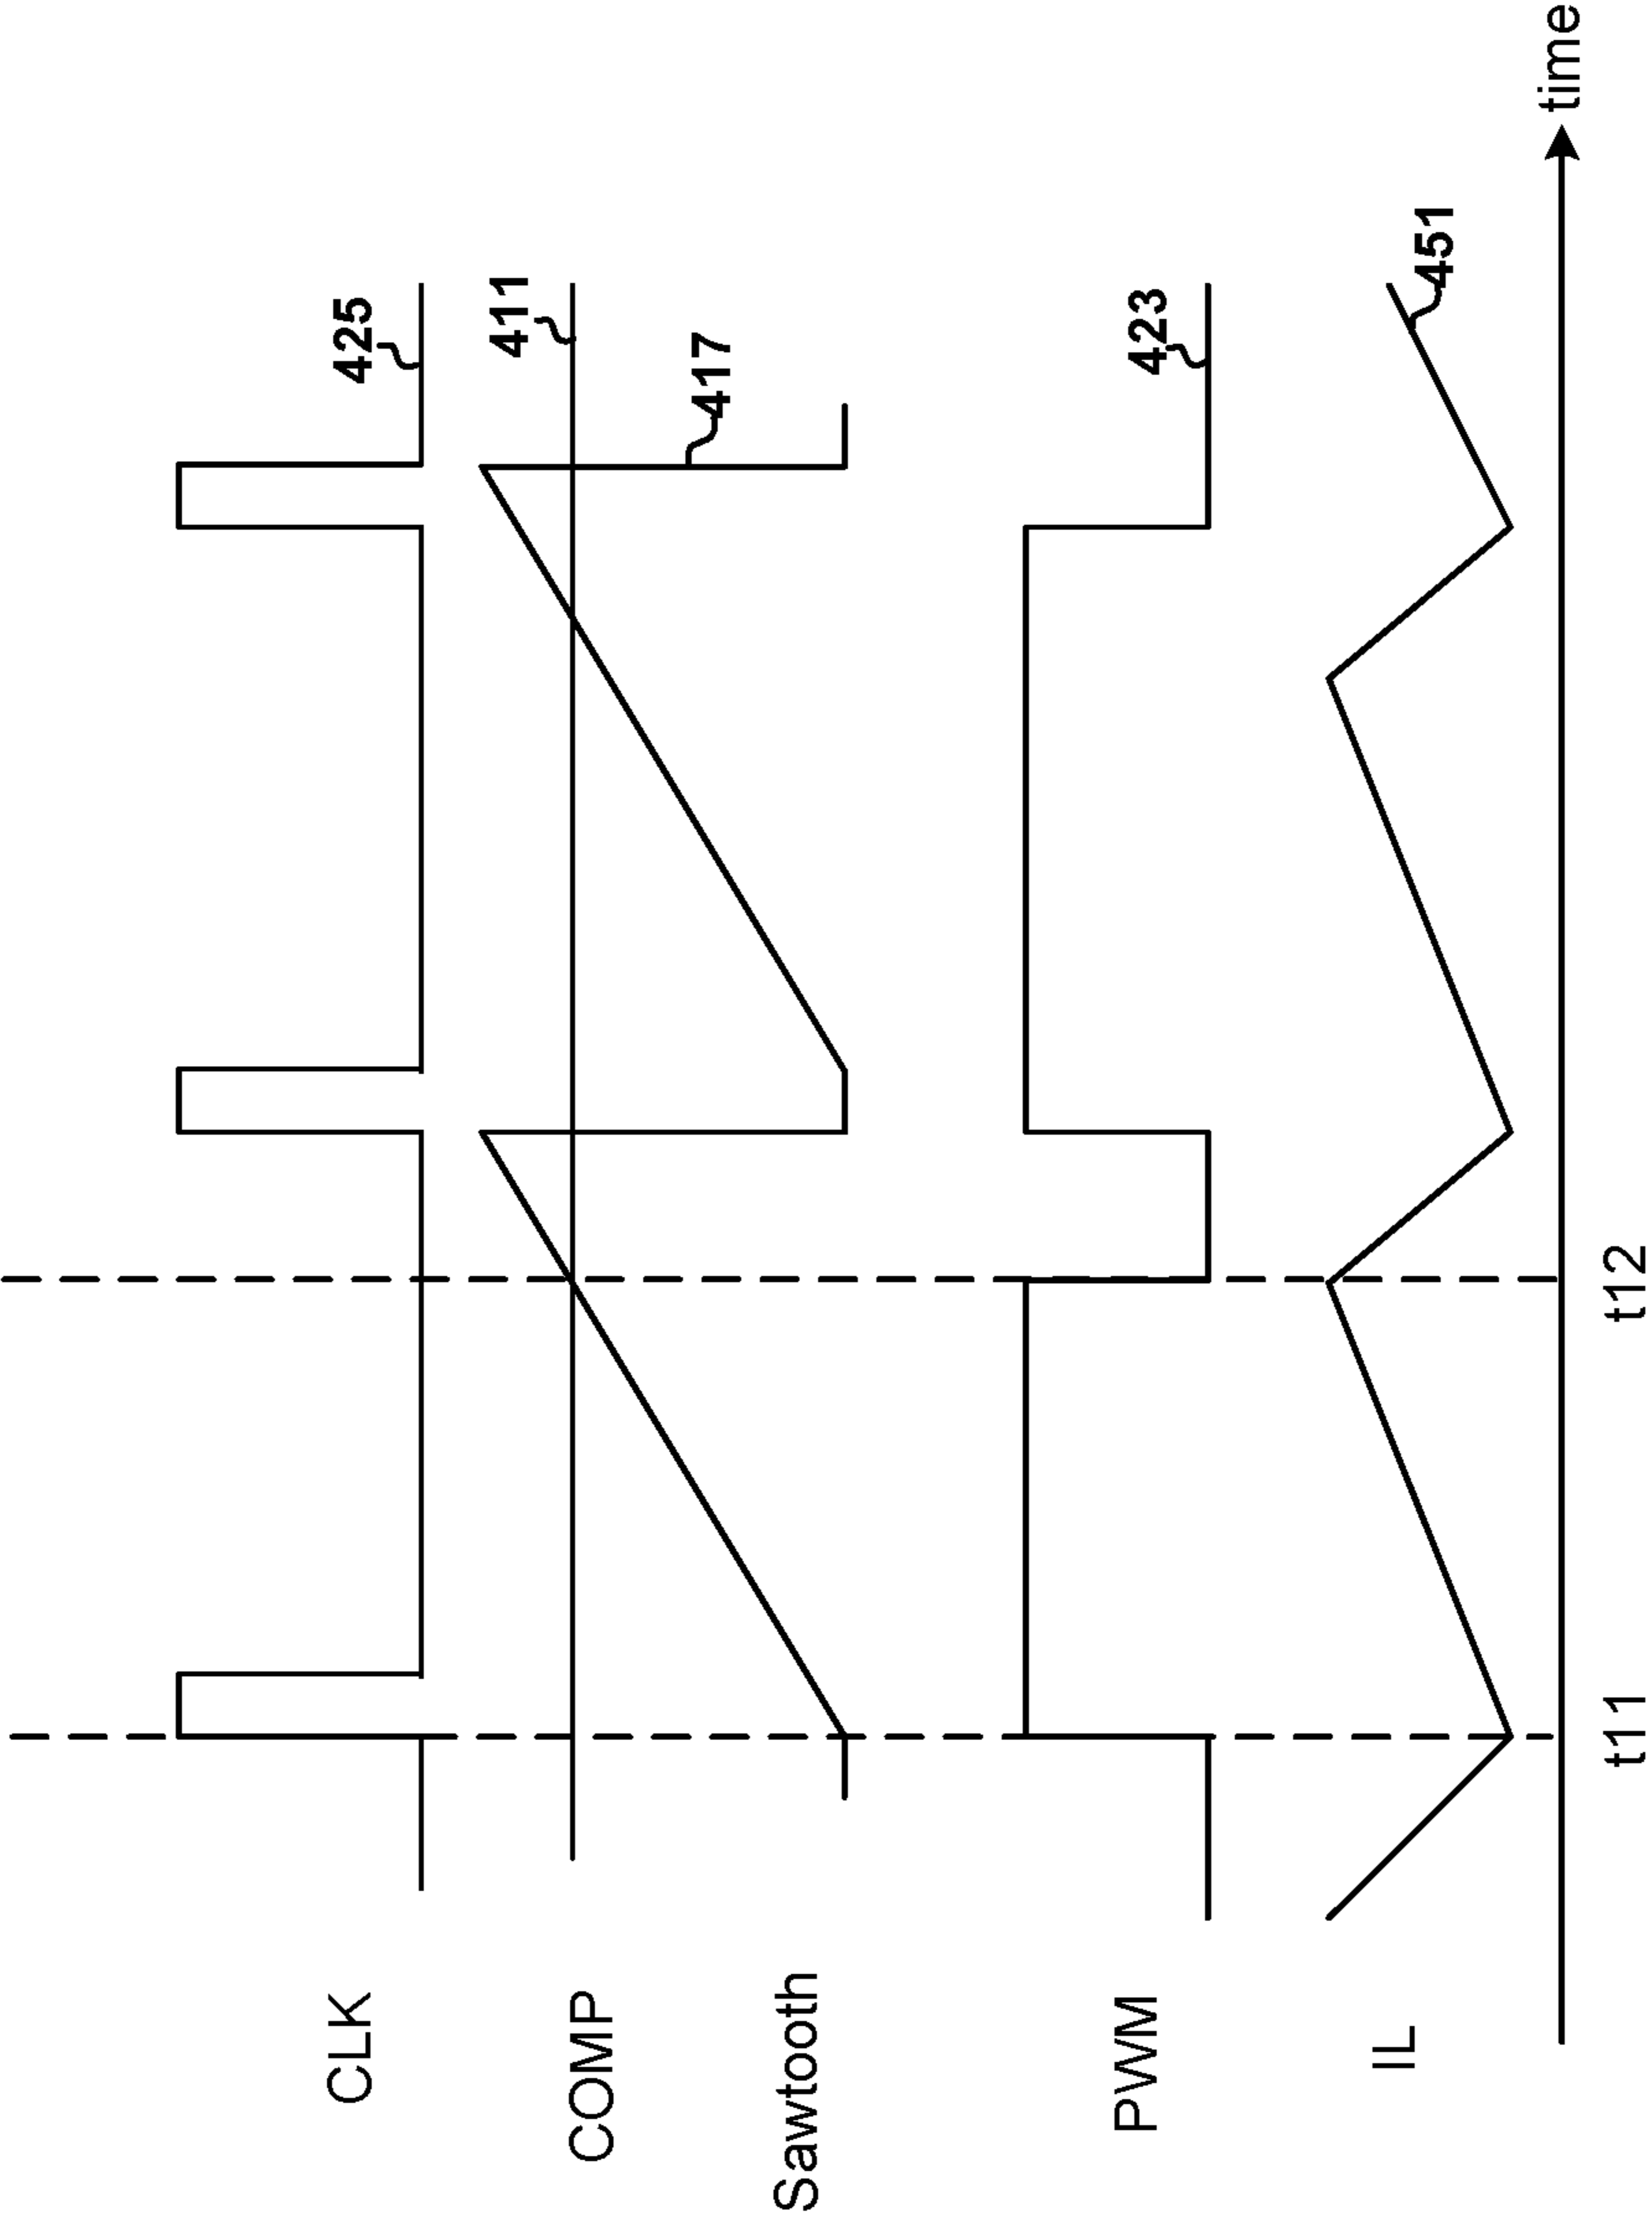 CLK
425
COMP
411
Sawtooth
417
PWM
423
IL
451
t11
t12
time